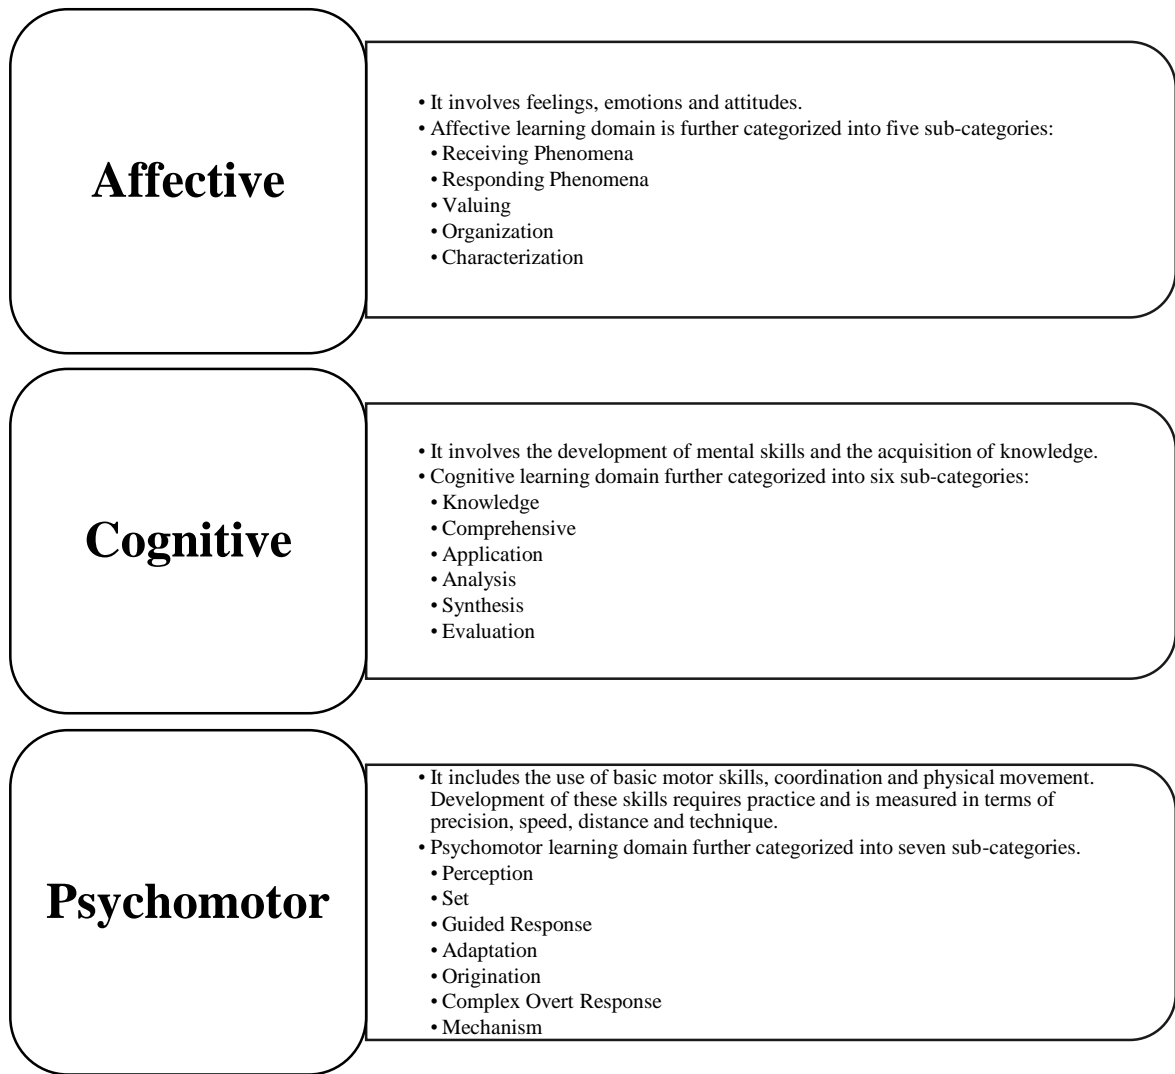 Affective
• It involves feelings, emotions and attitudes.
• Affective learning domain is further categorized into five sub-categories:
• Receiving Phenomena
• Responding Phenomena
• Valuing
• Organization
• Characterization
Cognitive
• It involves the development of mental skills and the acquisition of knowledge.
• Cognitive learning domain further categorized into six sub-categories:
• Knowledge
• Comprehensive
• Application
• Analysis
• Synthesis
• Evaluation
Psychomotor
• It includes the use of basic motor skills, coordination and physical movement.
Development of these skills requires practice and is measured in terms of
precision, speed, distance and technique.
• Psychomotor learning domain further categorized into seven sub-categories.
• Perception
• Set
• Guided Response
• Adaptation
• Origination
• Complex Overt Response
• Mechanism